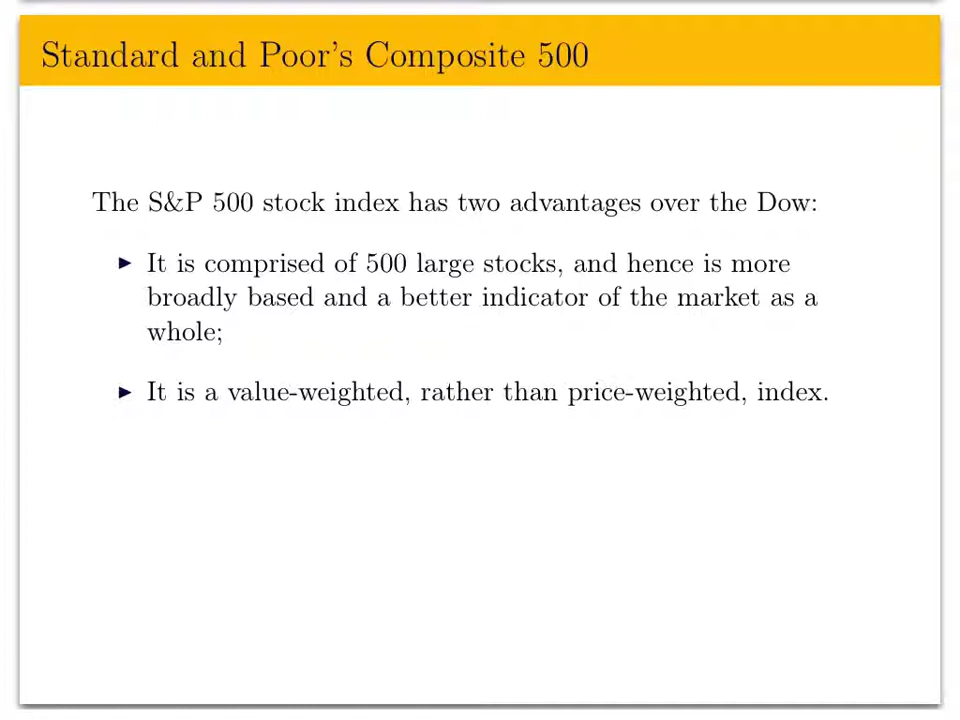 Standard and Poor's Composite 500
The S&P 500 stock index has two advantages over the Dow:
▶ It is comprised of 500 large stocks, and hence is more
broadly based and a better indicator of the market as a
whole;
▶ It is a value-weighted, rather than price-weighted, index.